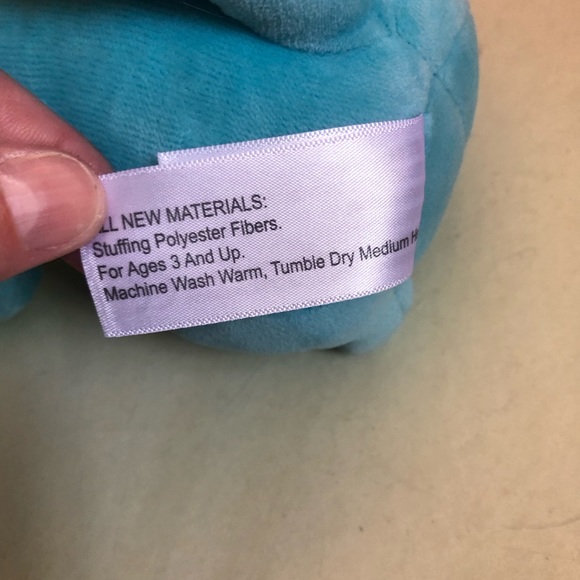 LL NEW MATERIALS:
Stuffing Polyester Fibers.
For Ages 3 And Up.
Machine Wash Warm, Tumble Dry Medium H